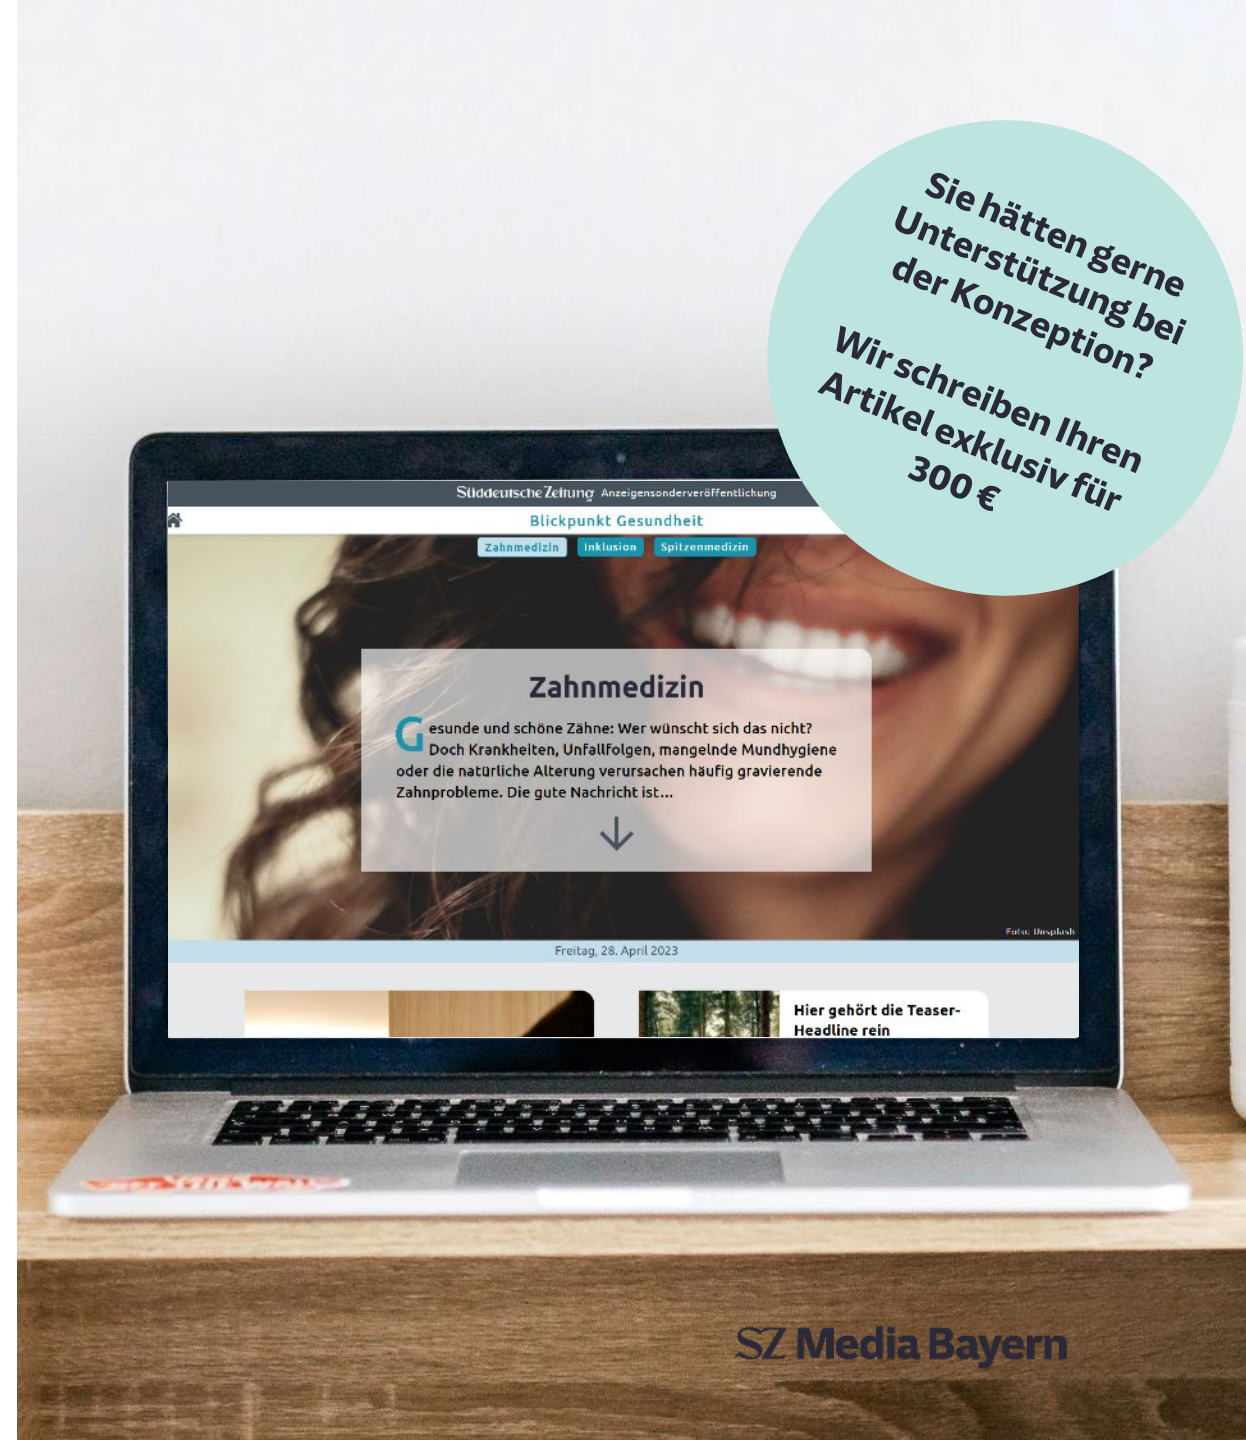 Sie hätten gerne
Unterstützung bei
der Konzeption?
Wir schreiben Ihren
Artikel exklusiv für
300 €
Süddeutsche Zeitung Anzeigensonderveröffentlichung
Blickpunkt Gesundheit
Zahnmedizin Inklusion Spitzenmedizin
Zahnmedizin
Gesunde und schöne Zähne: Wer wünscht sich das nicht?
Doch Krankheiten, Unfallfolgen, mangelnde Mundhygiene
oder die natürliche Alterung verursachen häufig gravierende
Zahnprobleme. Die gute Nachricht ist...
Foto: Unsplash
Freitag, 28. April 2023
Hier gehört die Teaser-
Headline rein
SZ Media Bayern